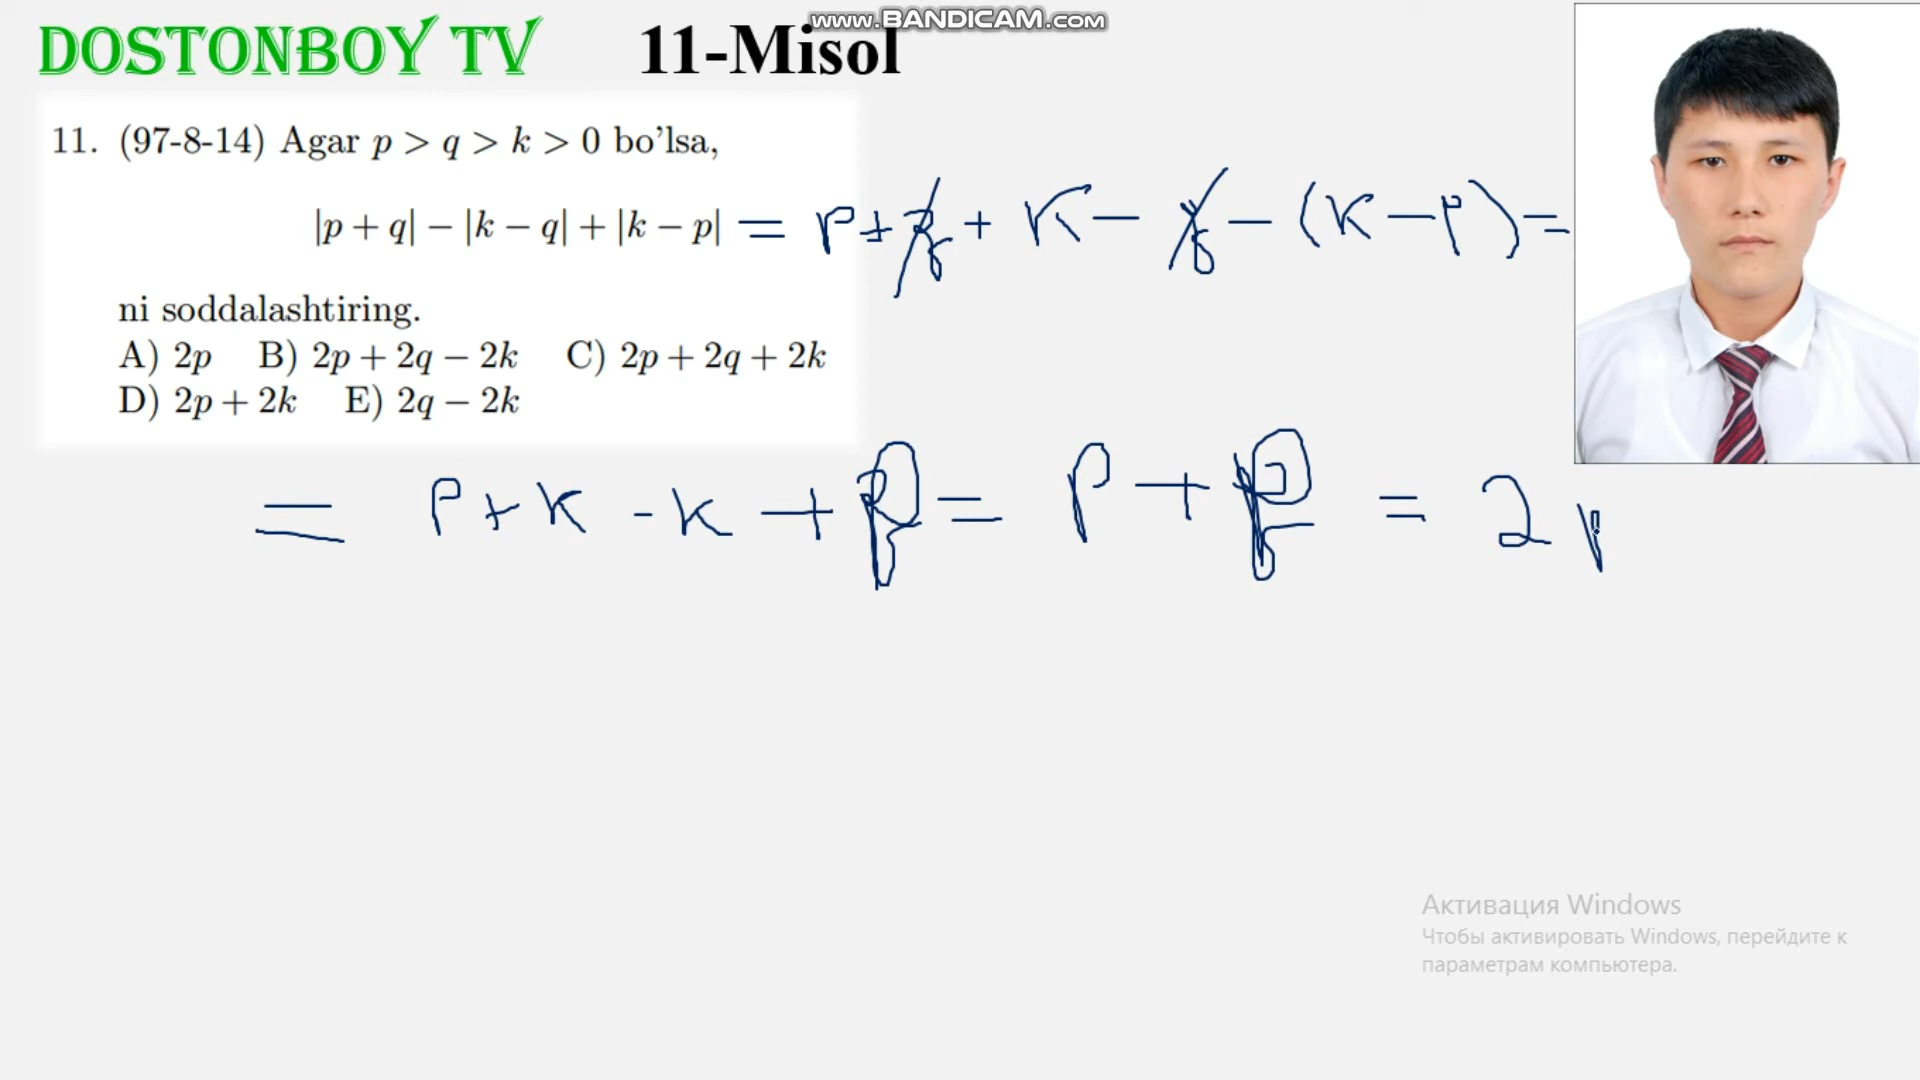 www.BANDICAM.com
DOSTONBOY TV 11-Misol
11. (97-8-14) Agar p > q > k > 0 bo'lsa,
|p + q| − |k − q| + |k − p| = p + q + k − q − (k − p) =
ni soddalashtiring.
A) 2p B) 2p + 2q − 2k C) 2p + 2q + 2k
D) 2p + 2k E) 2q − 2k
= p + k - k + p = p + p = 2p
Активация Windows
Чтобы активировать Windows, перейдите к
параметрам компьютера.